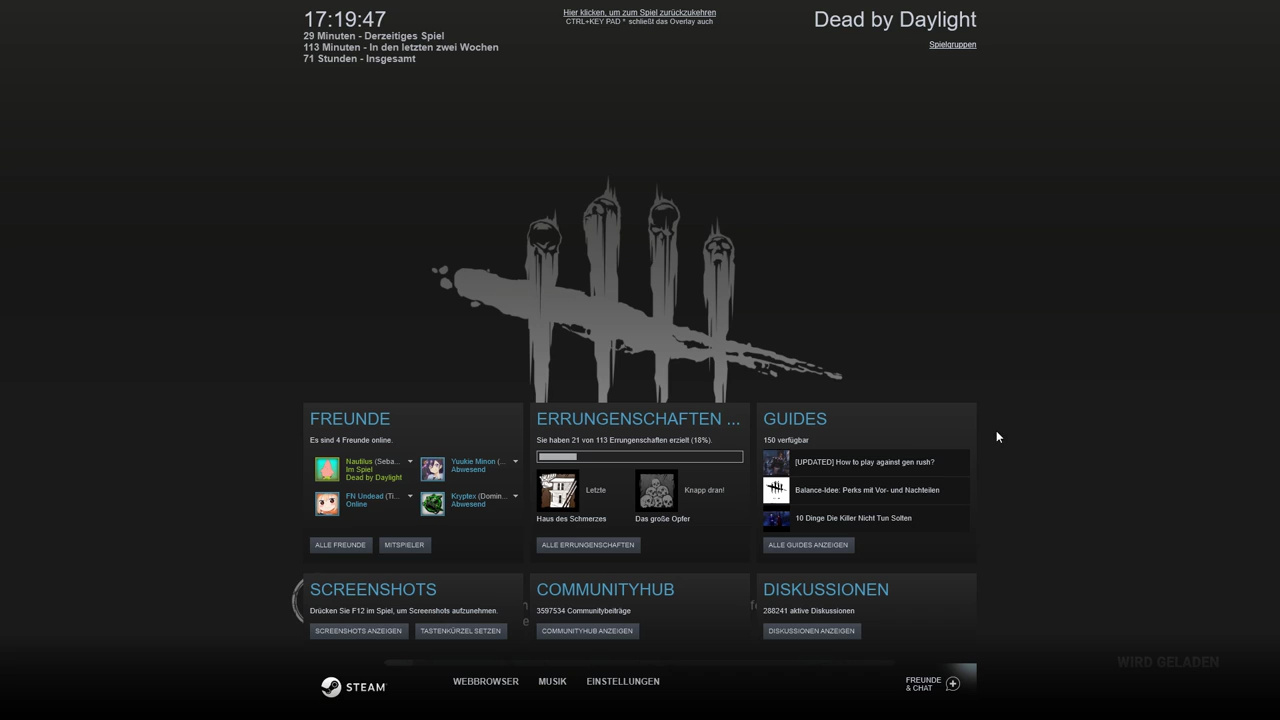 17:19:47
29 Minuten - Derzeitiges Spiel
113 Minuten - In den letzten zwei Wochen
71 Stunden - Insgesamt
Hier klicken, um zum Spiel zurückzukehren
CTRL+KEY PAD * schließt das Overlay auch
Dead by Daylight
Spielgruppen
FREUNDE
Es sind 4 Freunde online.
Nautilus (Seba...
Im Spiel
Dead by Daylight
Yuukie Minon (...
Abwesend
FN Undead (Ti...
Online
Kryptex (Domin...
Abwesend
ALLE FREUNDE
MITSPIELER
ERRUNGENSCHAFTEN ...
Sie haben 21 von 113 Errungenschaften erzielt (18%).
Letzte
Knapp dran!
Haus des Schmerzes
Das große Opfer
ALLE ERRUNGENSCHAFTEN
GUIDES
150 verfügbar
[UPDATED] How to play against gen rush?
Balance-Idee: Perks mit Vor- und Nachteilen
10 Dinge Die Killer Nicht Tun Solten
ALLE GUIDES ANZEIGEN
SCREENSHOTS
Drücken Sie F12 im Spiel, um Screenshots aufzunehmen.
SCREENSHOTS ANZEIGEN
TASTENKÜRZEL SETZEN
COMMUNITYHUB
3597534 Communitybeiträge
COMMUNITYHUB ANZEIGEN
DISKUSSIONEN
288241 aktive Diskussionen
DISKUSSIONEN ANZEIGEN
WIRD GELADEN
STEAM
WEBBROWSER
MUSIK
EINSTELLUNGEN
FREUNDE
& CHAT